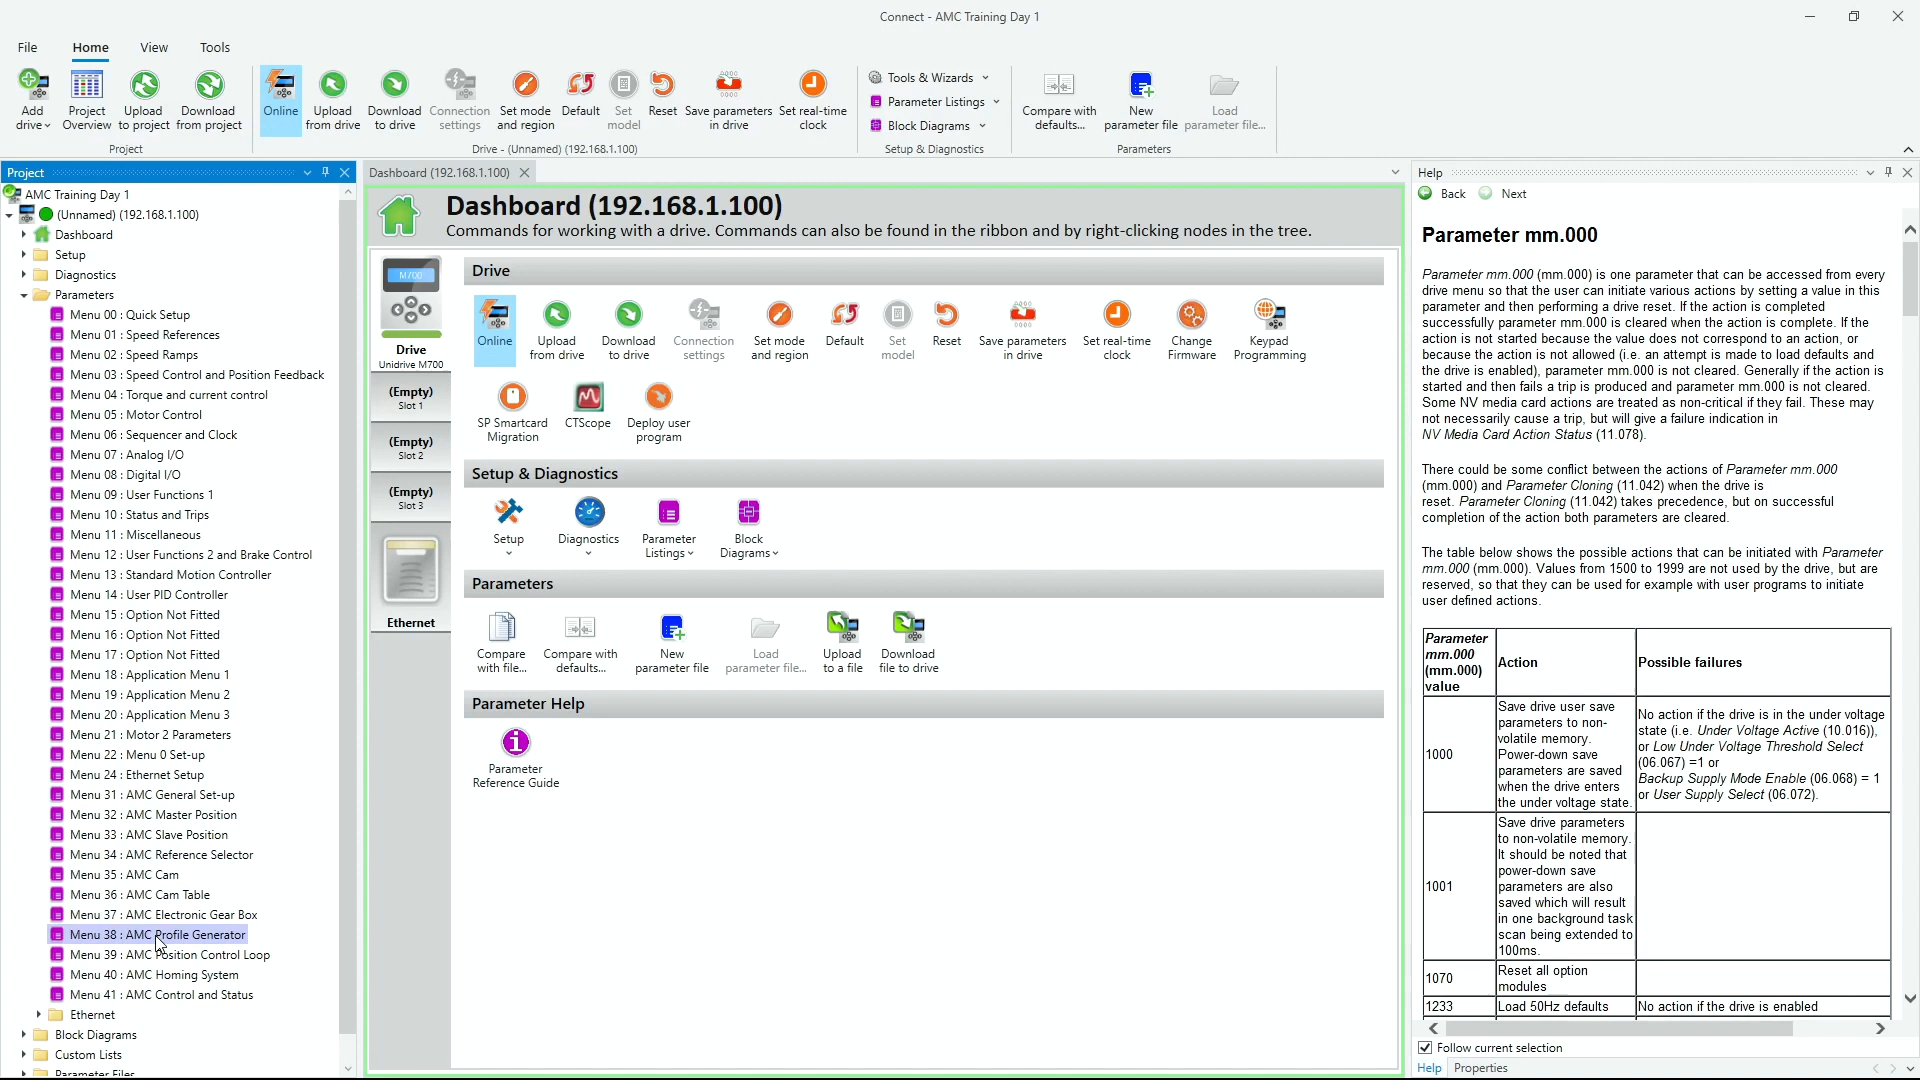 Connect - AMC Training Day 1
File Home View Tools
Add drive
Project Overview
Upload to project
Download from project
Online
Upload from drive
Download to drive
Connection settings
Set mode and region
Default
Set model
Reset
Save parameters in drive
Set real-time clock
Tools & Wizards
Parameter Listings
Block Diagrams
Compare with defaults...
New parameter file
Load parameter file...
Project
Drive - (Unnamed) (192.168.1.100)
Setup & Diagnostics
Parameters
Project
AMC Training Day 1
(Unnamed) (192.168.1.100)
Dashboard
Setup
Diagnostics
Parameters
Menu 00 : Quick Setup
Menu 01 : Speed References
Menu 02 : Speed Ramps
Menu 03 : Speed Control and Position Feedback
Menu 04 : Torque and current control
Menu 05 : Motor Control
Menu 06 : Sequencer and Clock
Menu 07 : Analog I/O
Menu 08 : Digital I/O
Menu 09 : User Functions 1
Menu 10 : Status and Trips
Menu 11 : Miscellaneous
Menu 12 : User Functions 2 and Brake Control
Menu 13 : Standard Motion Controller
Menu 14 : User PID Controller
Menu 15 : Option Not Fitted
Menu 16 : Option Not Fitted
Menu 17 : Option Not Fitted
Menu 18 : Application Menu 1
Menu 19 : Application Menu 2
Menu 20 : Application Menu 3
Menu 21 : Motor 2 Parameters
Menu 22 : Menu 0 Set-up
Menu 24 : Ethernet Setup
Menu 31 : AMC General Set-up
Menu 32 : AMC Master Position
Menu 33 : AMC Slave Position
Menu 34 : AMC Reference Selector
Menu 35 : AMC Cam
Menu 36 : AMC Cam Table
Menu 37 : AMC Electronic Gear Box
Menu 38 : AMC Profile Generator
Menu 39 : AMC Position Control Loop
Menu 40 : AMC Homing System
Menu 41 : AMC Control and Status
Ethernet
Block Diagrams
Custom Lists
Parameter Files
Dashboard (192.168.1.100)
Dashboard (192.168.1.100)
Commands for working with a drive. Commands can also be found in the ribbon and by right-clicking nodes in the tree.
M700
Drive
Unidrive M700
(Empty)
Slot 1
(Empty)
Slot 2
(Empty)
Slot 3
Ethernet
Drive
Online
Upload from drive
Download to drive
Connection settings
Set mode and region
Default
Set model
Reset
Save parameters in drive
Set real-time clock
Change Firmware
Keypad Programming
SP Smartcard Migration
CTScope
Deploy user program
Setup & Diagnostics
Setup
Diagnostics
Parameter Listings
Block Diagrams
Parameters
Compare with file...
Compare with defaults...
New parameter file
Load parameter file...
Upload to a file
Download file to drive
Parameter Help
Parameter Reference Guide
Help
Back Next
Parameter mm.000
Parameter mm.000 (mm.000) is one parameter that can be accessed from every
drive menu so that the user can initiate various actions by setting a value in this
parameter and then performing a drive reset. If the action is completed
successfully parameter mm.000 is cleared when the action is complete. If the
action is not started because the value does not correspond to an action, or
because the action is not allowed (i.e. an attempt is made to load defaults and
the drive is enabled), parameter mm.000 is not cleared. Generally if the action is
started and then fails a trip is produced and parameter mm.000 is not cleared.
Some NV media card actions are treated as non-critical if they fail. These may
not necessarily cause a trip, but will give a failure indication in
NV Media Card Action Status (11.078).
There could be some conflict between the actions of Parameter mm.000
(mm.000) and Parameter Cloning (11.042) when the drive is
reset. Parameter Cloning (11.042) takes precedence, but on successful
completion of the action both parameters are cleared.
The table below shows the possible actions that can be initiated with Parameter
mm.000 (mm.000). Values from 1500 to 1999 are not used by the drive, but are
reserved, so that they can be used for example with user programs to initiate
user defined actions.
Parameter mm.000 (mm.000) value
Action
Possible failures
1000
Save drive user save
parameters to non-
volatile memory.
Power-down save
parameters are saved
when the drive enters
the under voltage state.
No action if the drive is in the under voltage
state (i.e. Under Voltage Active (10.016)),
or Low Under Voltage Threshold Select
(06.067) =1 or
Backup Supply Mode Enable (06.068) = 1
or User Supply Select (06.072).
1001
Save drive parameters
to non-volatile memory.
It should be noted that
power-down save
parameters are also
saved which will result
in one background task
scan being extended to
100ms.
1070
Reset all option
modules
1233
Load 50Hz defaults
No action if the drive is enabled
Follow current selection
Help Properties